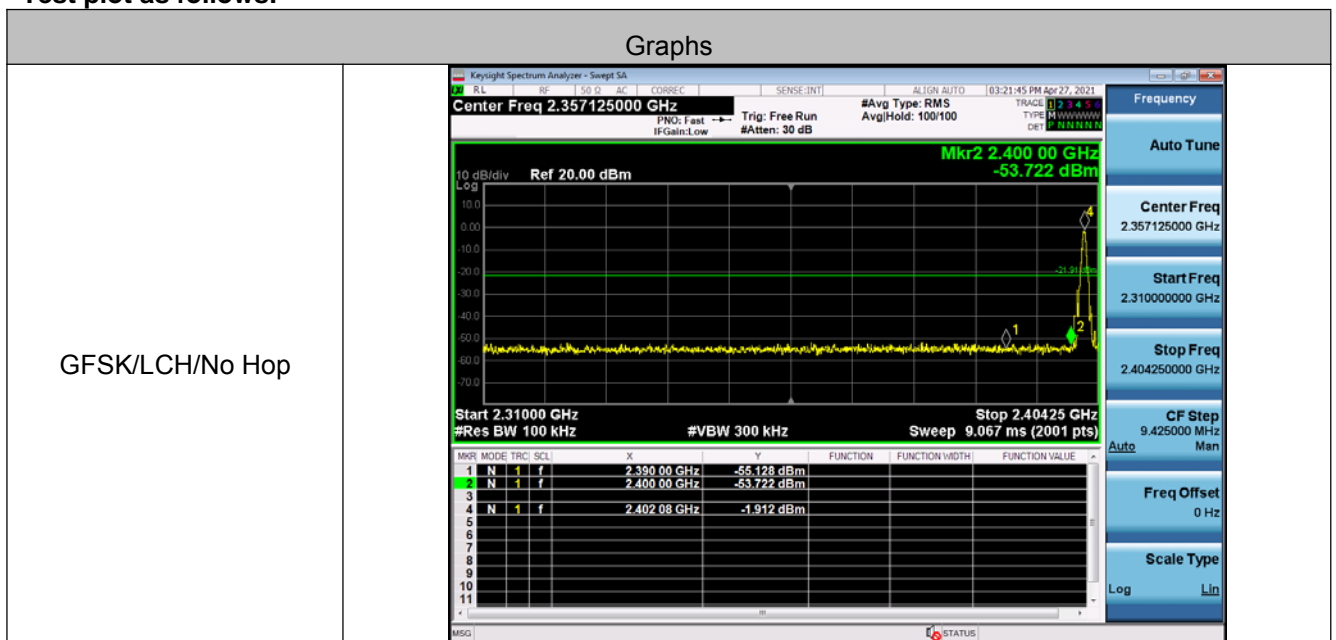 Test plot as follows:
Graphs
GFSK/LCH/No Hop
Keysight Spectrum Analyzer - Swept SA
RL RF 50 Ω AC CORREC SENSE:INT ALIGN AUTO 03:21:45 PM Apr 27, 2021
Center Freq 2.357125000 GHz
PNO: Fast
IFGain:Low
Trig: Free Run
#Atten: 30 dB
#Avg Type: RMS
Avg|Hold: 100/100
TRACE 1 2 3 4 5 6
TYPE M WWWWW
DET P N N N N N
Mkr2 2.400 00 GHz
-53.722 dBm
10 dB/div Ref 20.00 dBm
Log
10.0
0.00
-10.0
-20.0
-30.0
-40.0
-50.0
-60.0
-70.0
4
-21.91 dBm
1
2
Start 2.31000 GHz Stop 2.40425 GHz
#Res BW 100 kHz #VBW 300 kHz Sweep 9.067 ms (2001 pts)
MKR MODE TRC SCL X Y FUNCTION FUNCTION WIDTH FUNCTION VALUE
1 N 1 f 2.390 00 GHz -55.128 dBm
2 N 1 f 2.400 00 GHz -53.722 dBm
3
4 N 1 f 2.402 08 GHz -1.912 dBm
5
6
7
8
9
10
11
MSG STATUS
Frequency
Auto Tune
Center Freq
2.357125000 GHz
Start Freq
2.310000000 GHz
Stop Freq
2.404250000 GHz
CF Step
9.425000 MHz
Auto Man
Freq Offset
0 Hz
Scale Type
Log Lin